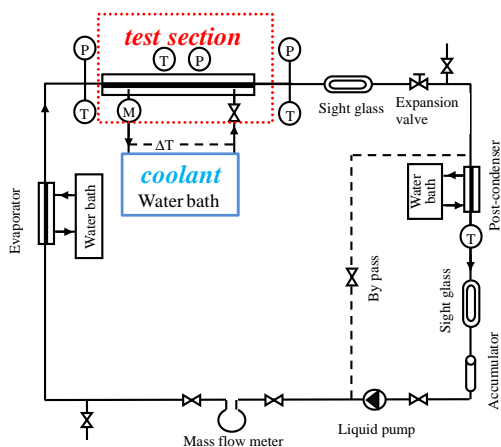 test section
P
T
P
P
T
M
T
Sight glass
Expansion
valve
ΔT
coolant
Water bath
Evaporator
Water bath
Water
bath
Post-condenser
T
By pass
Sight glass
Accumulator
Liquid pump
Mass flow meter